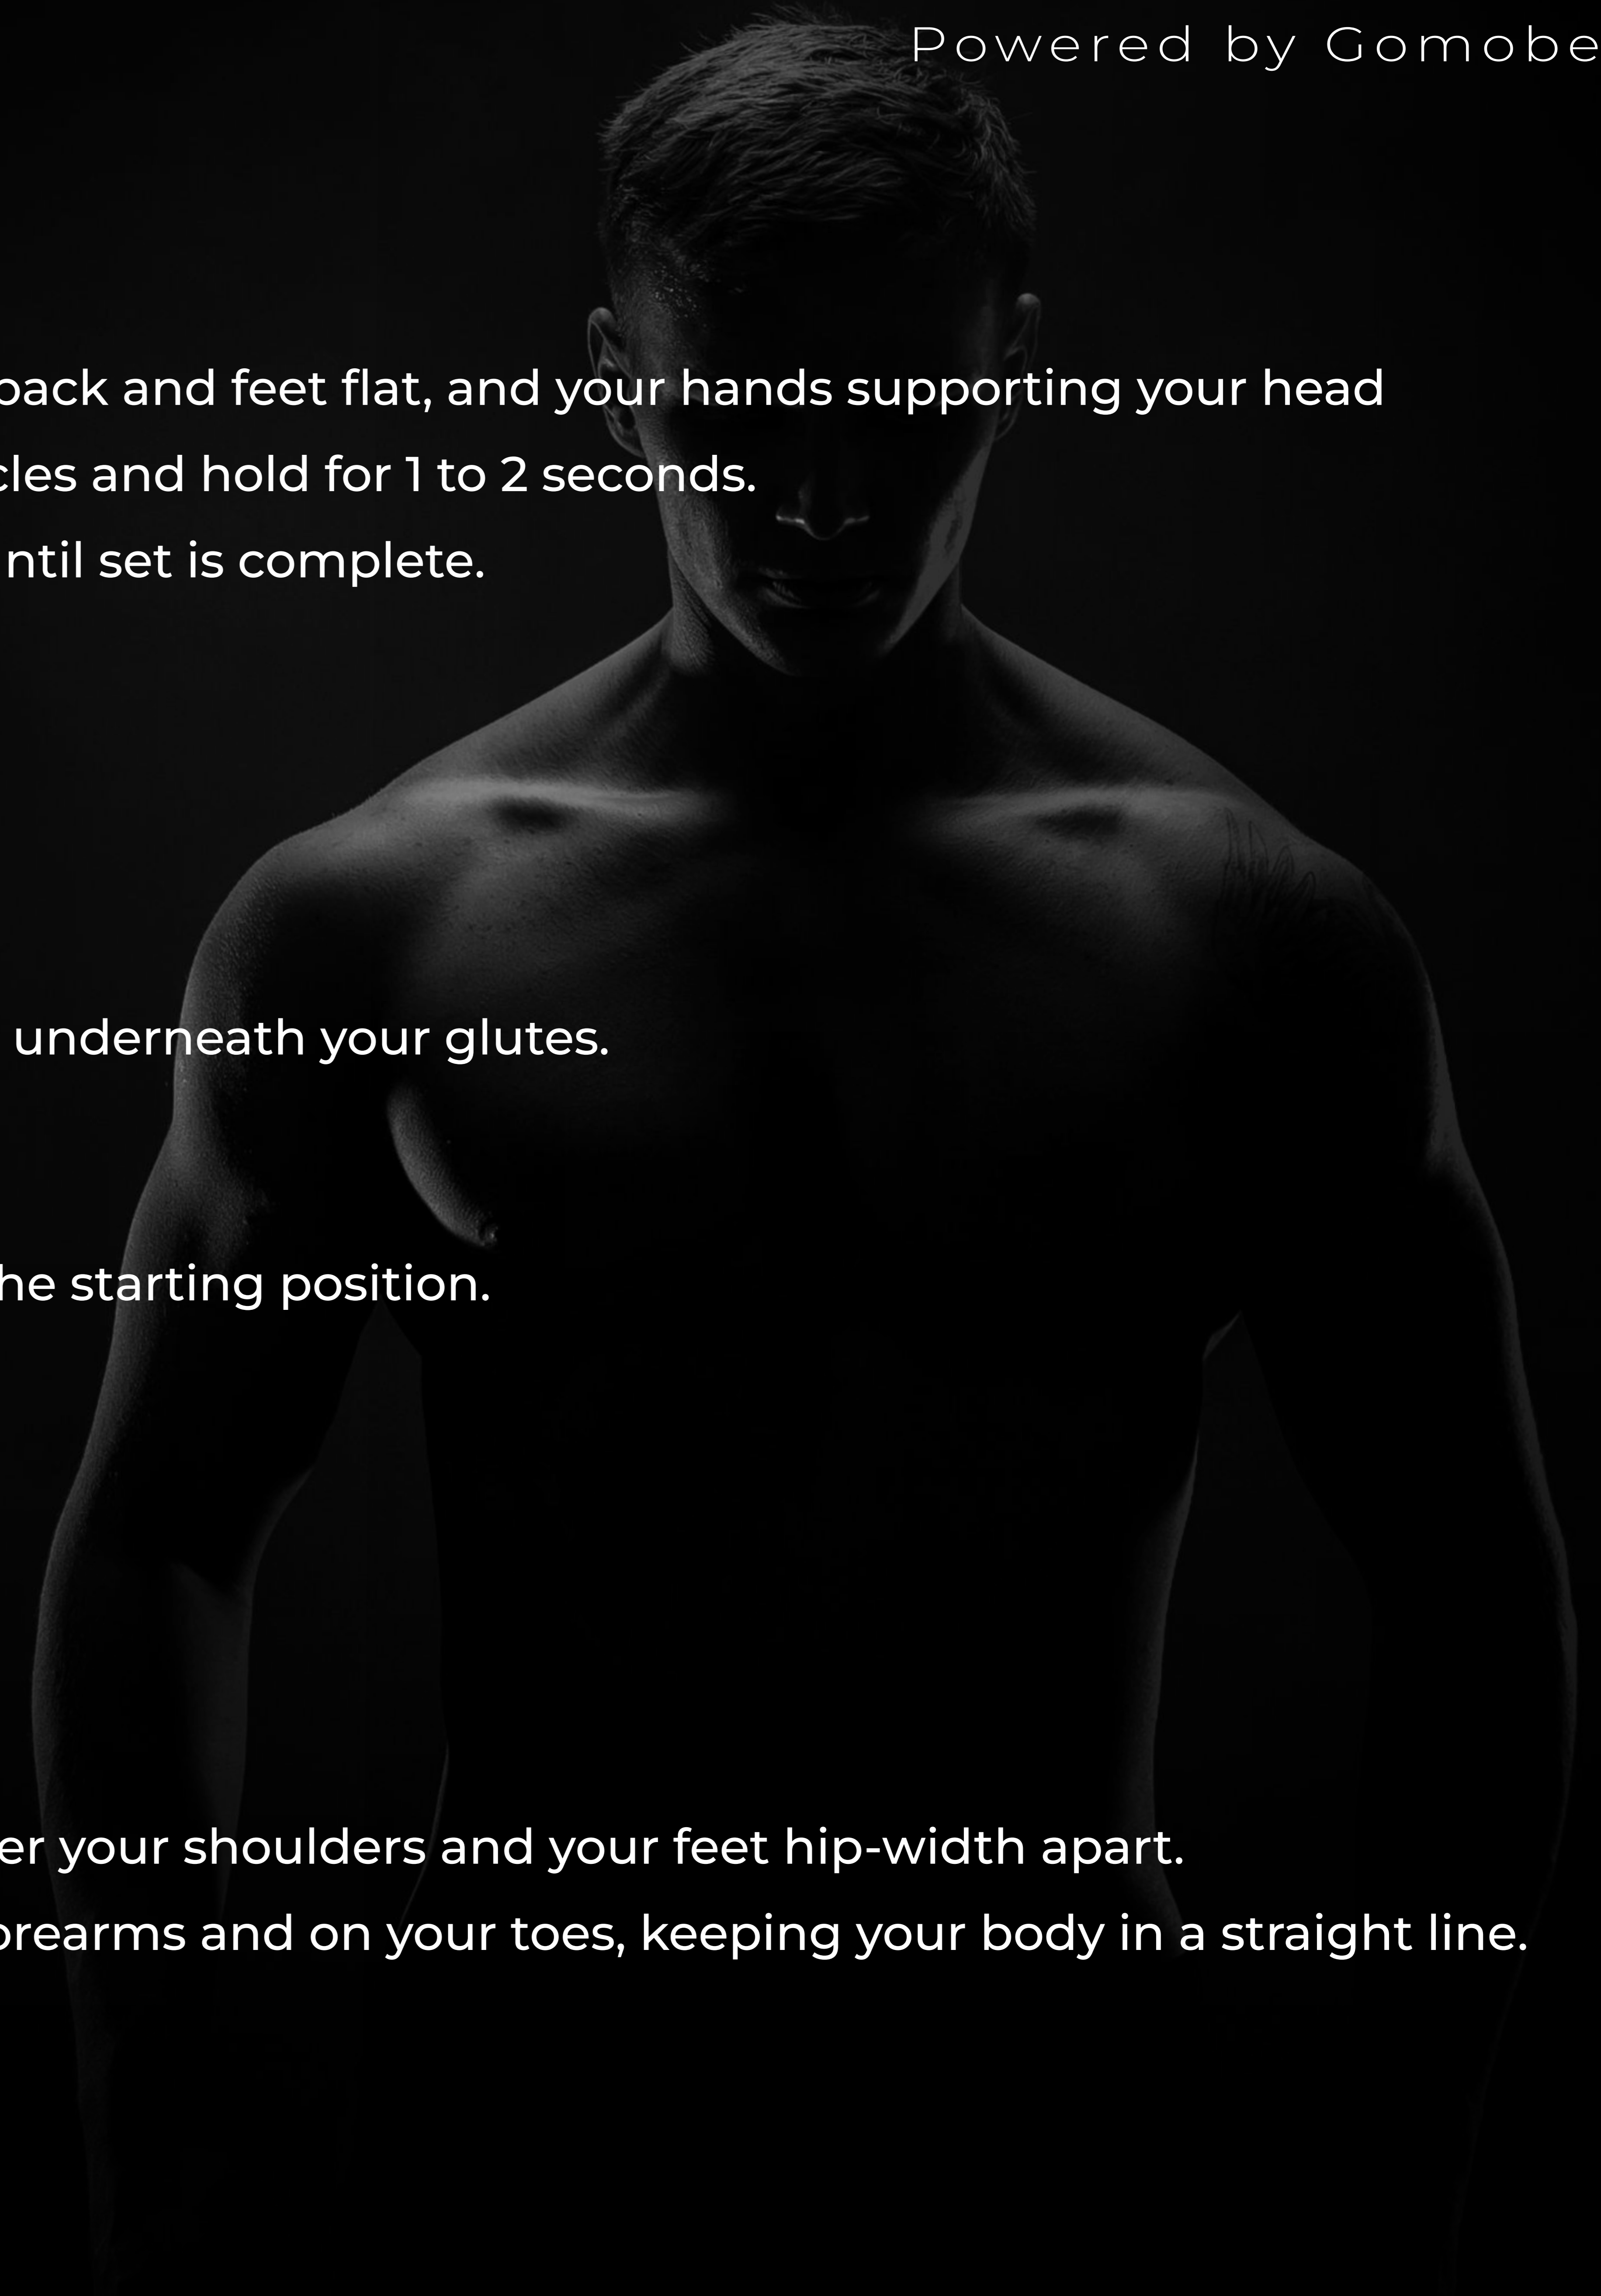 Powered by Gomobe
back and feet flat, and your hands supporting your head
cles and hold for 1 to 2 seconds.
ntil set is complete.
underneath your glutes.
he starting position.
er your shoulders and your feet hip-width apart.
orearms and on your toes, keeping your body in a straight line.